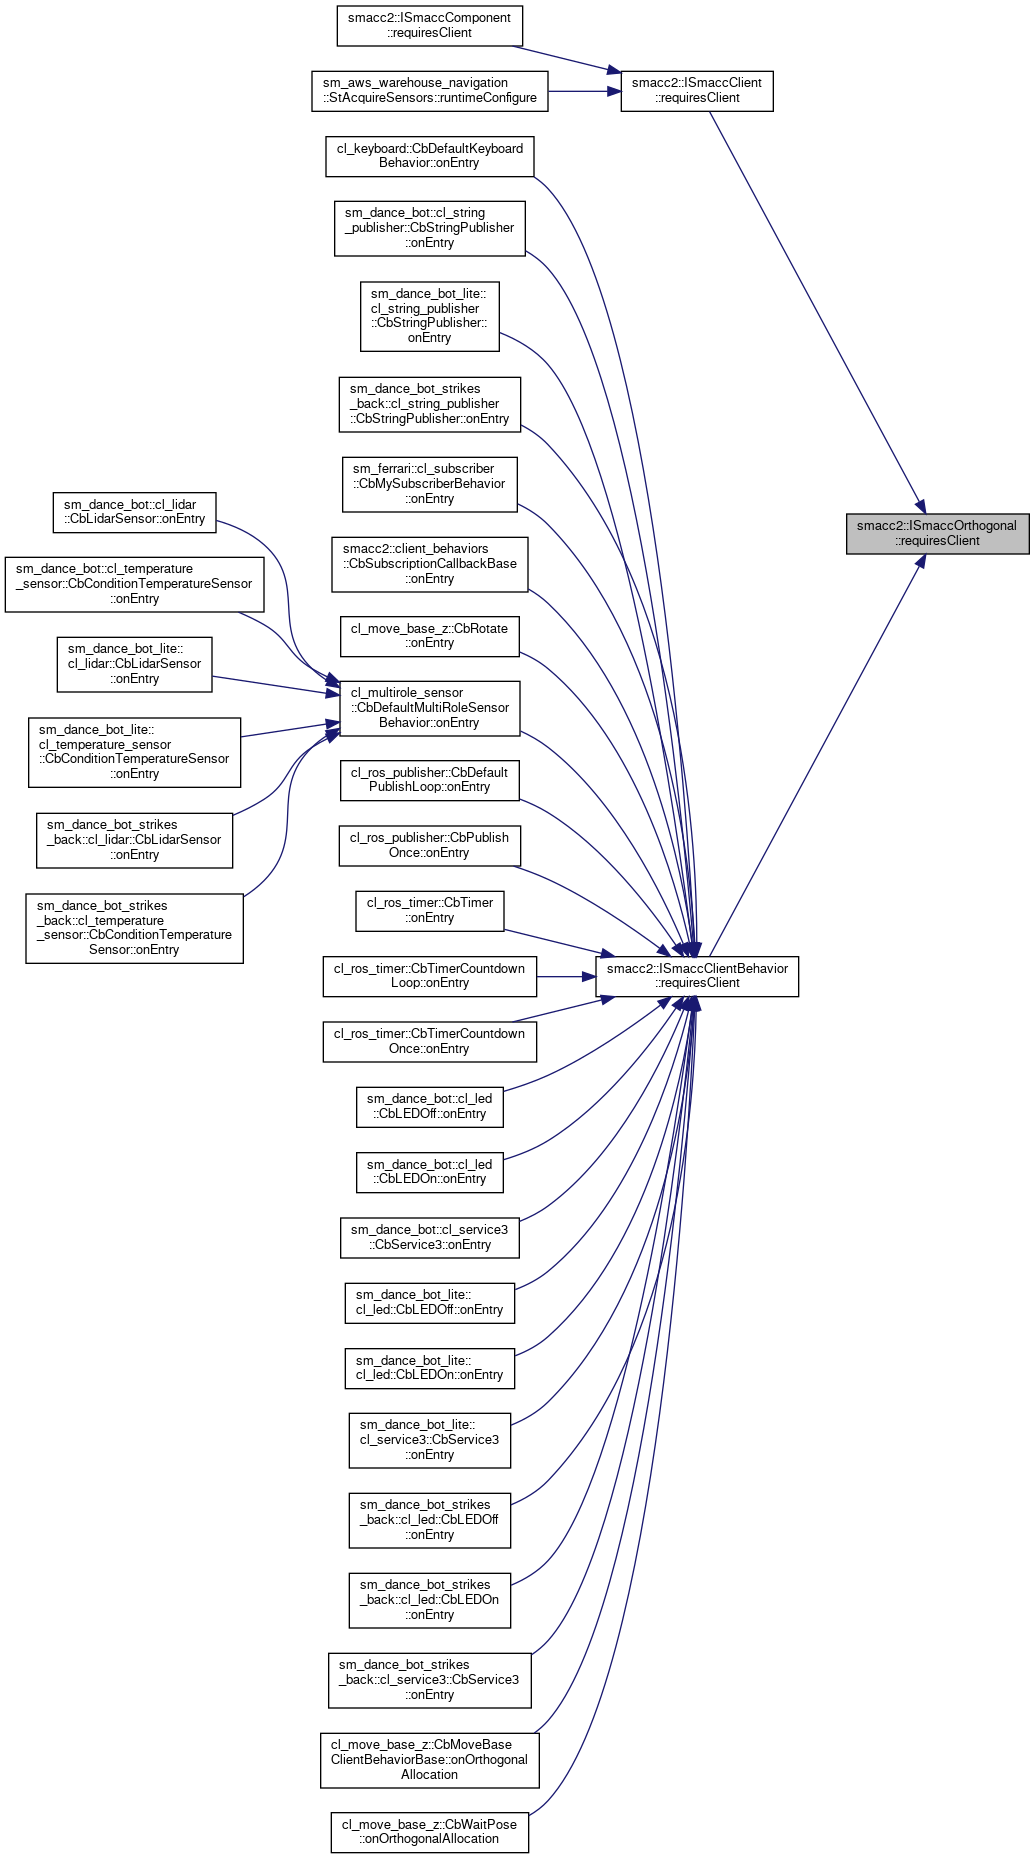 smacc2::ISmaccComponent
::requiresClient
sm_aws_warehouse_navigation
::StAcquireSensors::runtimeConfigure
smacc2::ISmaccClient
::requiresClient
cl_keyboard::CbDefaultKeyboard
Behavior::onEntry
sm_dance_bot::cl_string
_publisher::CbStringPublisher
::onEntry
sm_dance_bot_lite::
cl_string_publisher
::CbStringPublisher::
onEntry
sm_dance_bot_strikes
_back::cl_string_publisher
::CbStringPublisher::onEntry
sm_ferrari::cl_subscriber
::CbMySubscriberBehavior
::onEntry
sm_dance_bot::cl_lidar
::CbLidarSensor::onEntry
smacc2::ISmaccOrthogonal
::requiresClient
smacc2::client_behaviors
::CbSubscriptionCallbackBase
::onEntry
sm_dance_bot::cl_temperature
_sensor::CbConditionTemperatureSensor
::onEntry
cl_move_base_z::CbRotate
::onEntry
sm_dance_bot_lite::
cl_lidar::CbLidarSensor
::onEntry
cl_multirole_sensor
::CbDefaultMultiRoleSensor
Behavior::onEntry
sm_dance_bot_lite::
cl_temperature_sensor
::CbConditionTemperatureSensor
::onEntry
cl_ros_publisher::CbDefault
PublishLoop::onEntry
sm_dance_bot_strikes
_back::cl_lidar::CbLidarSensor
::onEntry
cl_ros_publisher::CbPublish
Once::onEntry
sm_dance_bot_strikes
_back::cl_temperature
_sensor::CbConditionTemperature
Sensor::onEntry
cl_ros_timer::CbTimer
::onEntry
cl_ros_timer::CbTimerCountdown
Loop::onEntry
smacc2::ISmaccClientBehavior
::requiresClient
cl_ros_timer::CbTimerCountdown
Once::onEntry
sm_dance_bot::cl_led
::CbLEDOff::onEntry
sm_dance_bot::cl_led
::CbLEDOn::onEntry
sm_dance_bot::cl_service3
::CbService3::onEntry
sm_dance_bot_lite::
cl_led::CbLEDOff::onEntry
sm_dance_bot_lite::
cl_led::CbLEDOn::onEntry
sm_dance_bot_lite::
cl_service3::CbService3
::onEntry
sm_dance_bot_strikes
_back::cl_led::CbLEDOff
::onEntry
sm_dance_bot_strikes
_back::cl_led::CbLEDOn
::onEntry
sm_dance_bot_strikes
_back::cl_service3::CbService3
::onEntry
cl_move_base_z::CbMoveBase
ClientBehaviorBase::onOrthogonal
Allocation
cl_move_base_z::CbWaitPose
::onOrthogonalAllocation